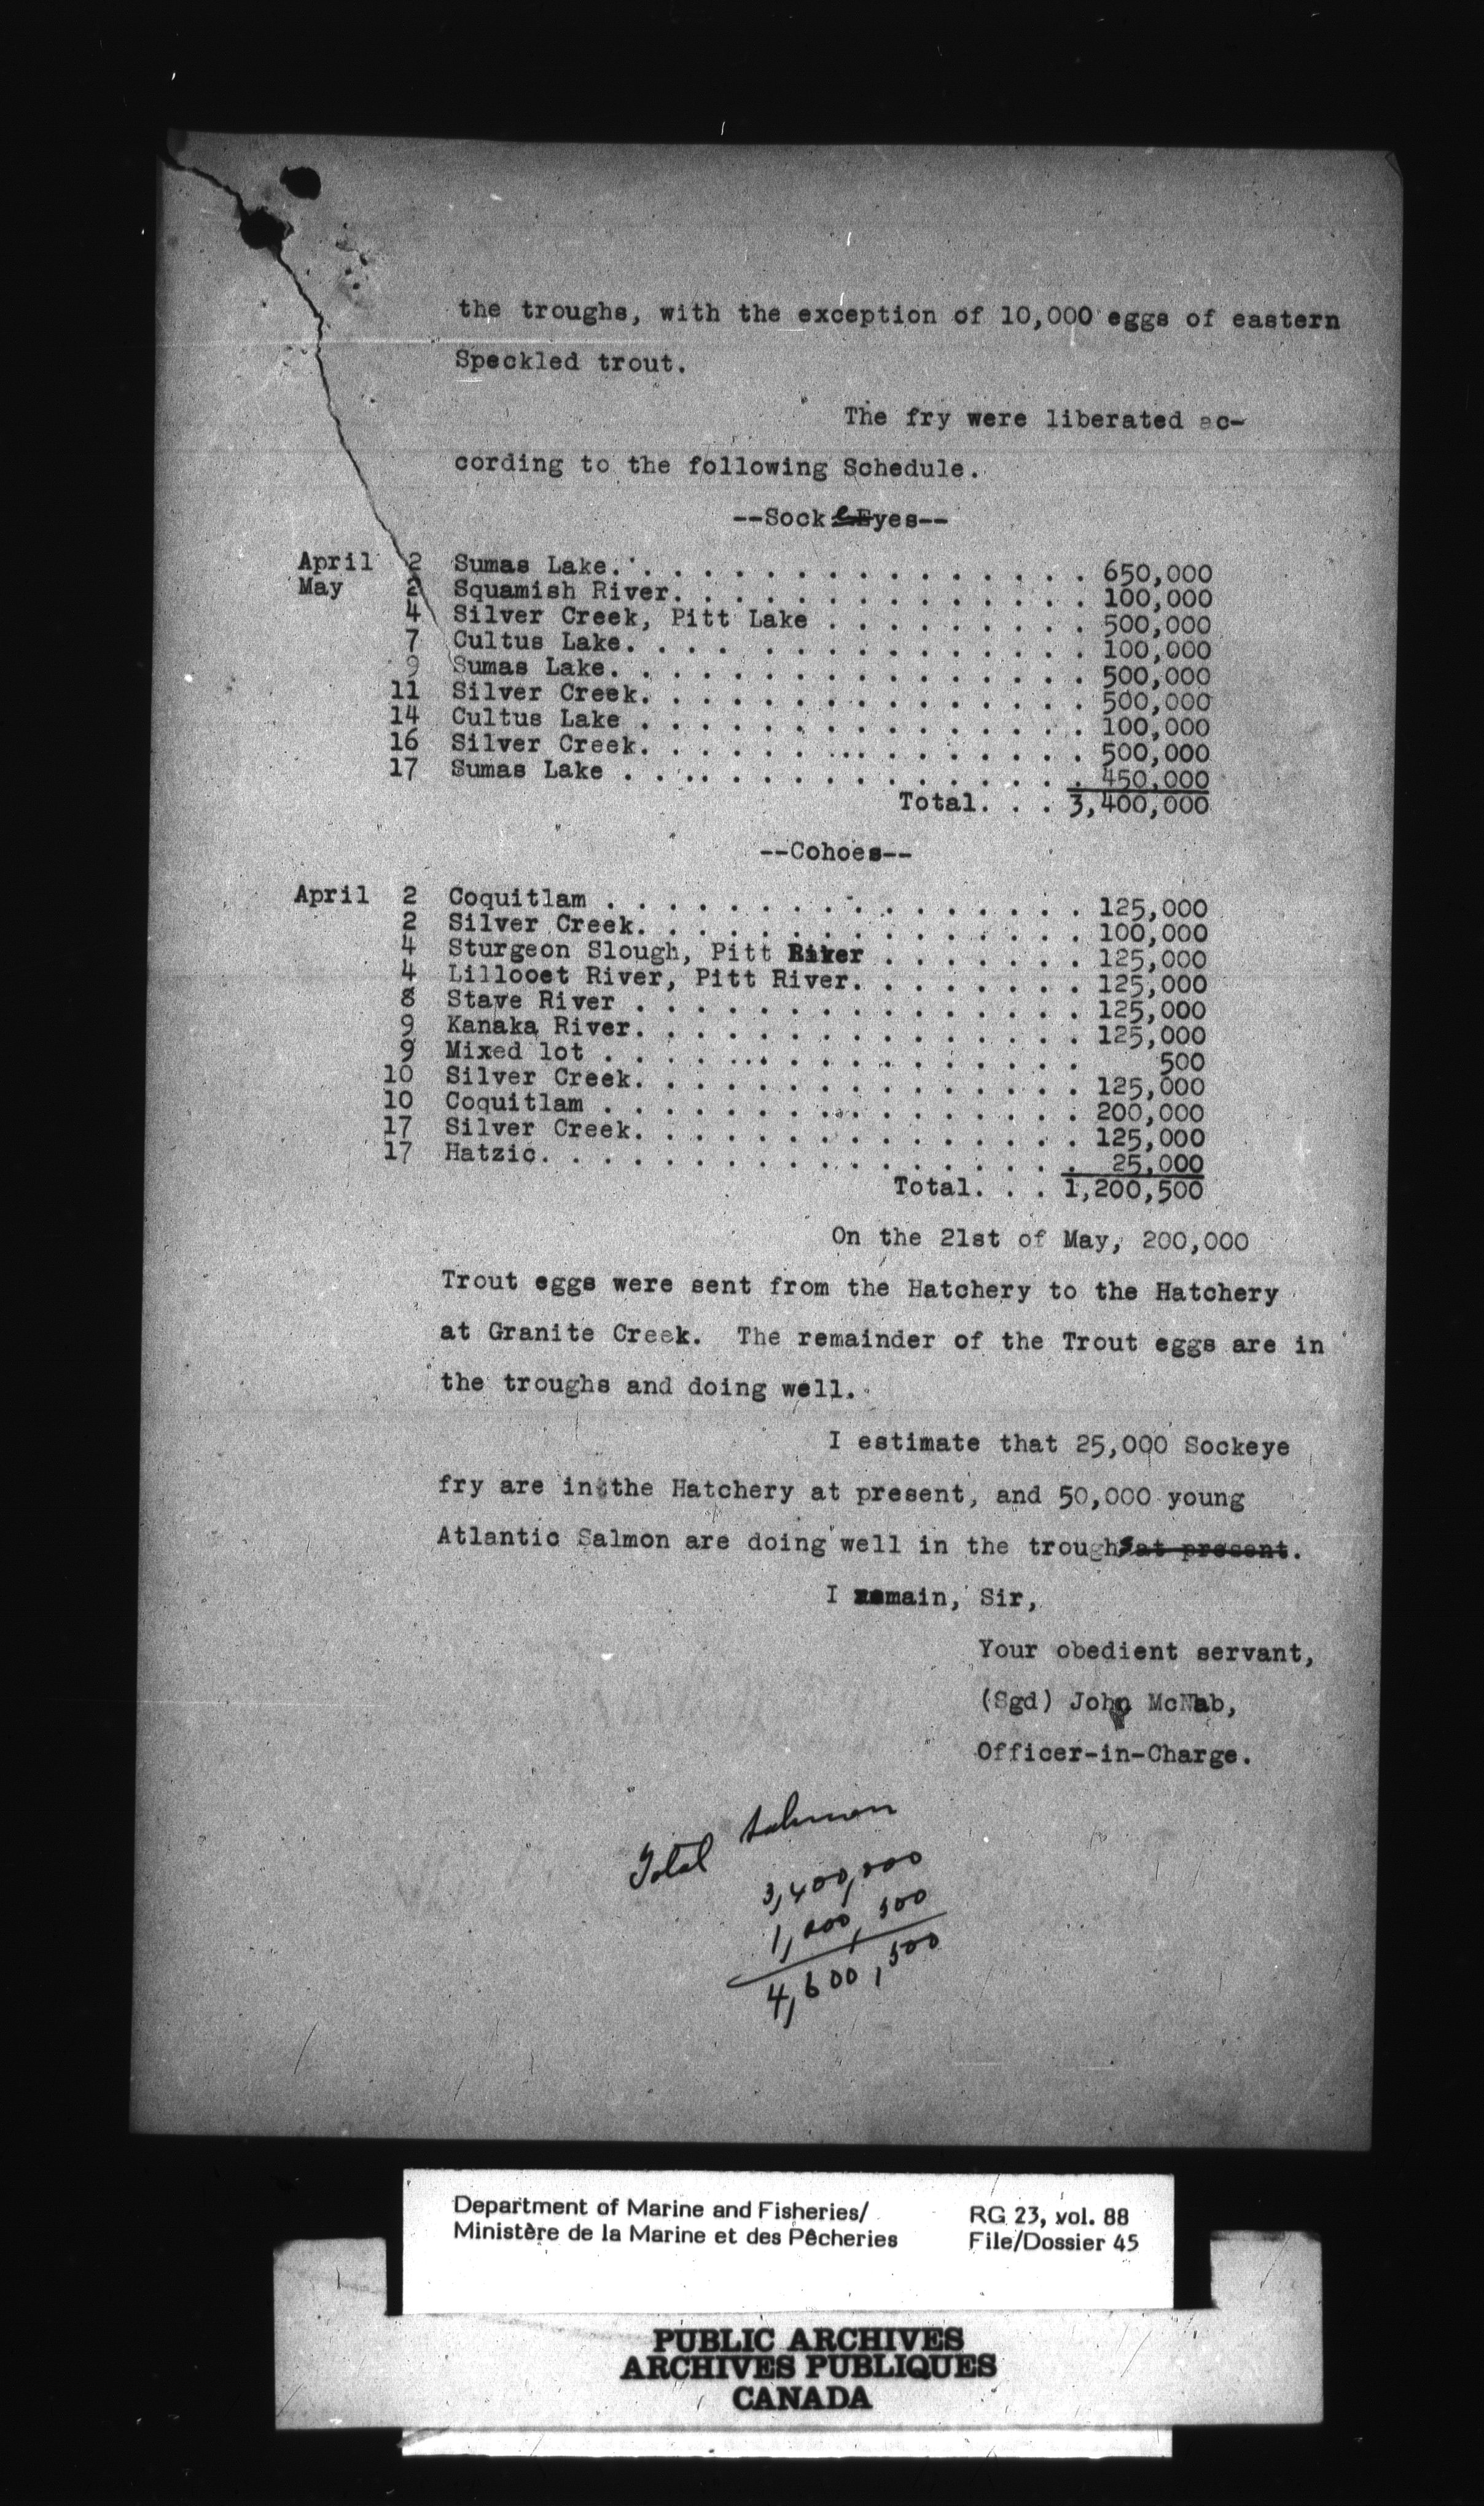 the troughs, with the exception of 10,000 eggs of eastern
Speckled trout.
The fry were liberated ac-
cording to the following Schedule.
--Sockeyes--
April 2 Sumas Lake. . . . . . . . . . . . . . . . . 650,000
May 2 Squamish River. . . . . . . . . . . . . . . 100,000
4 Silver Creek, Pitt Lake . . . . . . . . . 500,000
7 Cultus Lake. . . . . . . . . . . . . . . . 100,000
9 Sumas Lake. . . . . . . . . . . . . . . . . 500,000
11 Silver Creek. . . . . . . . . . . . . . . . 500,000
14 Cultus Lake . . . . . . . . . . . . . . . . 100,000
16 Silver Creek. . . . . . . . . . . . . . . . 500,000
17 Sumas Lake . . . . . . . . . . . . . . . . 450,000
Total. . . 3,400,000
--Cohoes--
April 2 Coquitlam . . . . . . . . . . . . . . . . . 125,000
2 Silver Creek. . . . . . . . . . . . . . . . 100,000
4 Sturgeon Slough, Pitt River . . . . . . . 125,000
4 Lillooet River, Pitt River. . . . . . . . 125,000
8 Stave River . . . . . . . . . . . . . . . . 125,000
9 Kanaka River. . . . . . . . . . . . . . . . 125,000
9 Mixed lot . . . . . . . . . . . . . . . . . 500
10 Silver Creek. . . . . . . . . . . . . . . . 125,000
10 Coquitlam . . . . . . . . . . . . . . . . . 200,000
17 Silver Creek. . . . . . . . . . . . . . . . 125,000
17 Hatzic. . . . . . . . . . . . . . . . . . . 25,000
Total. . . 1,200,500
On the 21st of May, 200,000
Trout eggs were sent from the Hatchery to the Hatchery
at Granite Creek. The remainder of the Trout eggs are in
the troughs and doing well.
I estimate that 25,000 Sockeye
fry are in the Hatchery at present, and 50,000 young
Atlantic Salmon are doing well in the troughs at present.
I remain, Sir,
Your obedient servant,
(Sgd) John McNab,
Officer-in-Charge.
Total Salmon
3,400,000
1,200,500
4,600,500
Department of Marine and Fisheries/ RG 23, vol. 88
Ministère de la Marine et des Pêcheries File/Dossier 45
PUBLIC ARCHIVES
ARCHIVES PUBLIQUES
CANADA